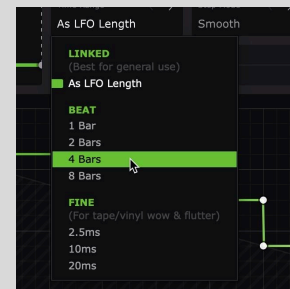 As LFO Length
Smooth
LINKED
(Best for general use)
As LFO Length
BEAT
1 Bar
2 Bars
4 Bars
8 Bars
FINE
(For tape/vinyl wow & flutter)
2.5ms
10ms
20ms